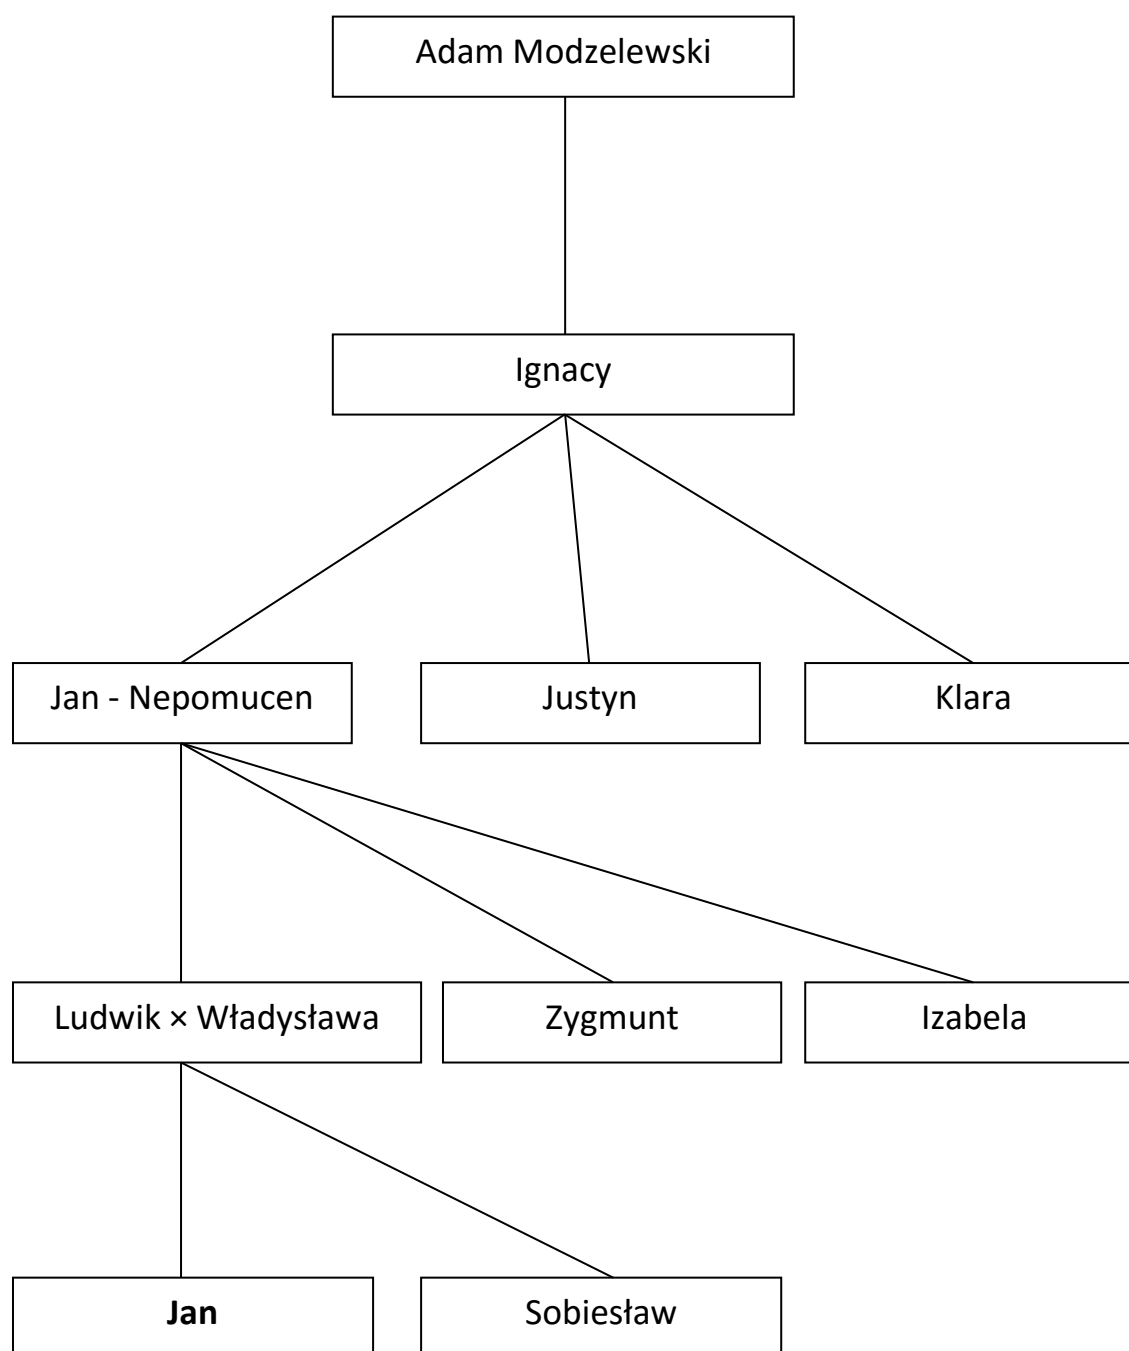 Adam Modzelewski
Ignacy
Jan - Nepomucen
Justyn
Klara
Ludwik × Władysława
Zygmunt
Izabela
Jan
Sobiesław